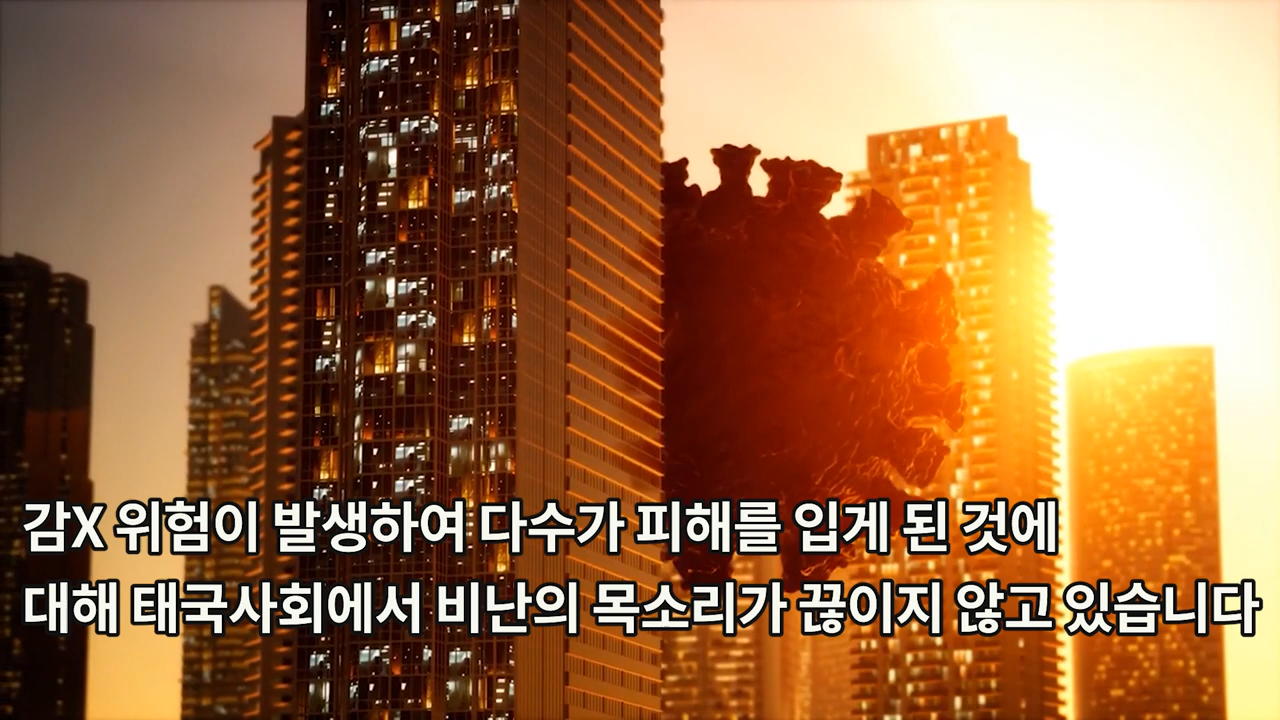 감X 위험이 발생하여 다수가 피해를 입게 된 것에
대해 태국사회에서 비난의 목소리가 끊이지 않고 있습니다